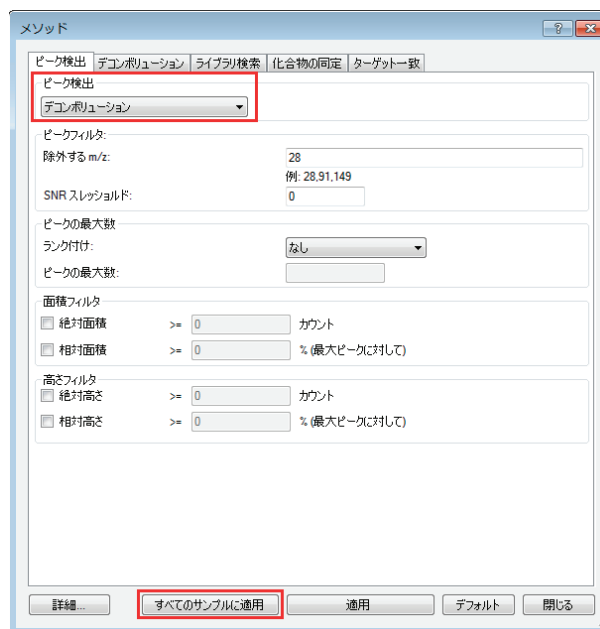 メソッド
ピーク検出 デコンボリューション ライブラリ検索 化合物の同定 ターゲット一致
ピーク検出
デコンボリューション
ピークフィルタ:
除外する m/z: 28
例: 28,91,149
SNR スレッショルド: 0
ピークの最大数
ランク付け: なし
ピークの最大数:
面積フィルタ
絶対面積 >= 0 カウント
相対面積 >= 0 % (最大ピークに対して)
高さフィルタ
絶対高さ >= 0 カウント
相対高さ >= 0 % (最大ピークに対して)
詳細... すべてのサンプルに適用 適用 デフォルト 閉じる